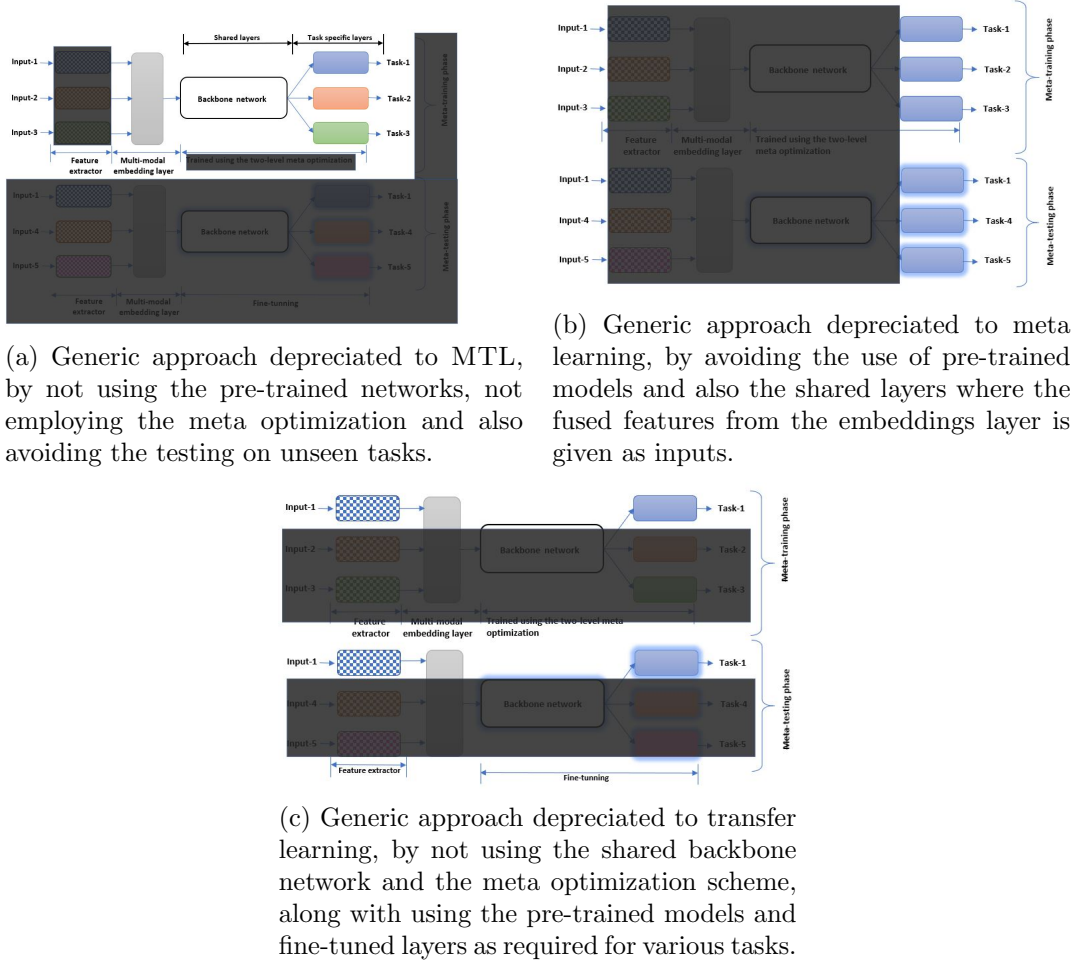 Shared layers Task specific layers
Input-1 Task-1
Input-2 Backbone network Task-2
Input-3 Task-3
Meta-training phase
Feature extractor Multi-modal embedding layer Trained using the two-level meta optimization
Input-1 Task-1
Input-4 Backbone network Task-4
Input-5 Task-5
Meta-testing phase
Feature extractor Multi-modal embedding layer Fine-tunning
(a) Generic approach depreciated to MTL,
by not using the pre-trained networks, not
employing the meta optimization and also
avoiding the testing on unseen tasks.
Input-1 Task-1
Input-2 Backbone network Task-2
Input-3 Task-3
Meta-training phase
Feature extractor Multi-modal embedding layer Trained using the two-level meta optimization
Input-1 Task-1
Input-4 Backbone network Task-4
Input-5 Task-5
Meta-testing phase
(b) Generic approach depreciated to meta
learning, by avoiding the use of pre-trained
models and also the shared layers where the
fused features from the embeddings layer is
given as inputs.
Input-1 Task-1
Input-2 Backbone network Task-2
Input-3 Task-3
Meta-training phase
Feature extractor Multi-modal embedding layer Trained using the two-level meta optimization
Input-1 Task-1
Input-4 Backbone network Task-4
Input-5 Task-5
Meta-testing phase
Feature extractor Fine-tunning
(c) Generic approach depreciated to transfer
learning, by not using the shared backbone
network and the meta optimization scheme,
along with using the pre-trained models and
fine-tuned layers as required for various tasks.